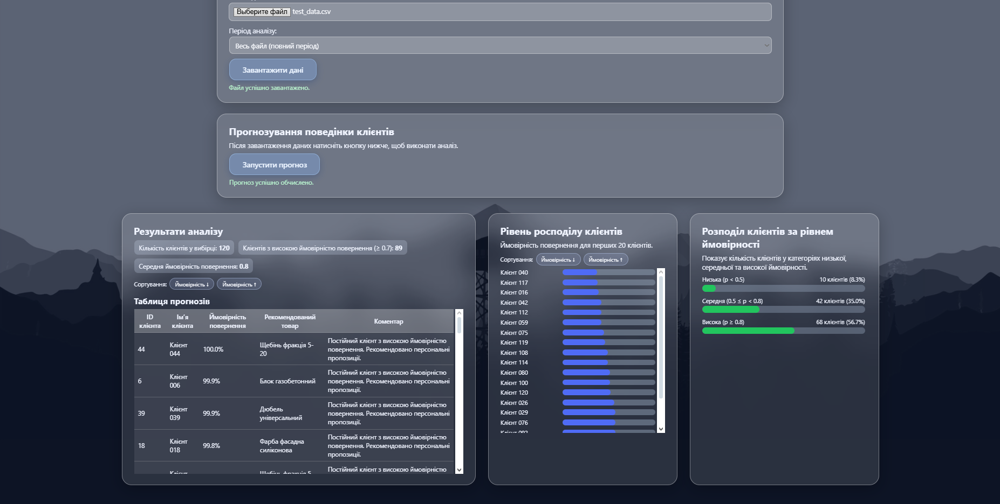 Выберите файл test_data.csv
Період аналізу:
Весь файл (повний період)
Завантажити дані
Файл успішно завантажено.
Прогнозування поведінки клієнтів
Після завантаження даних натисніть кнопку нижче, щоб виконати аналіз.
Запустити прогноз
Прогноз успішно обчислено.
Результати аналізу
Кількість клієнтів у вибірці: 120
Клієнтів з високою ймовірністю повернення (≥ 0.7): 89
Середня ймовірність повернення: 0.8
Сортування: Ймовірність ↓ Ймовірність ↑
Таблиця прогнозів
ID клієнта Ім'я клієнта Ймовірність повернення Рекомендований товар Коментар
44 Клієнт 044 100.0% Щебінь фракція 5-20 Постійний клієнт з високою ймовірністю повернення. Рекомендовано персональні пропозиції.
6 Клієнт 006 99.9% Блок газобетонний Постійний клієнт з високою ймовірністю повернення. Рекомендовано персональні пропозиції.
39 Клієнт 039 99.9% Дюбель універсальний Постійний клієнт з високою ймовірністю повернення. Рекомендовано персональні пропозиції.
18 Клієнт 018 99.8% Фарба фасадна силіконова Постійний клієнт з високою ймовірністю повернення. Рекомендовано персональні пропозиції.
Клієнт Щебінь фракція 5- Постійний клієнт з високою ймовірністю
Рівень росподілу клієнтів
Ймовірність повернення для перших 20 клієнтів.
Сортування: Ймовірність ↓ Ймовірність ↑
Клієнт 040
Клієнт 117
Клієнт 016
Клієнт 042
Клієнт 112
Клієнт 059
Клієнт 075
Клієнт 119
Клієнт 108
Клієнт 114
Клієнт 080
Клієнт 100
Клієнт 120
Клієнт 026
Клієнт 029
Клієнт 076
Клієнт
Розподіл клієнтів за рівнем
ймовірності
Показує кількість клієнтів у категоріях низької,
середньої та високої ймовірності.
Низька (p < 0.5) 10 клієнтів (8.3%)
Середня (0.5 ≤ p < 0.8) 42 клієнтів (35.0%)
Висока (p ≥ 0.8) 68 клієнтів (56.7%)